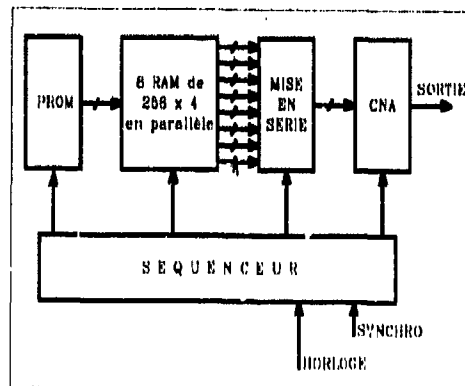 PROM
8 RAM de
256 x 4
en parallèle
MISE
EN
SERIE
CNA
SORTIE
SEQUENCEUR
SYNCHRO
HORLOGE